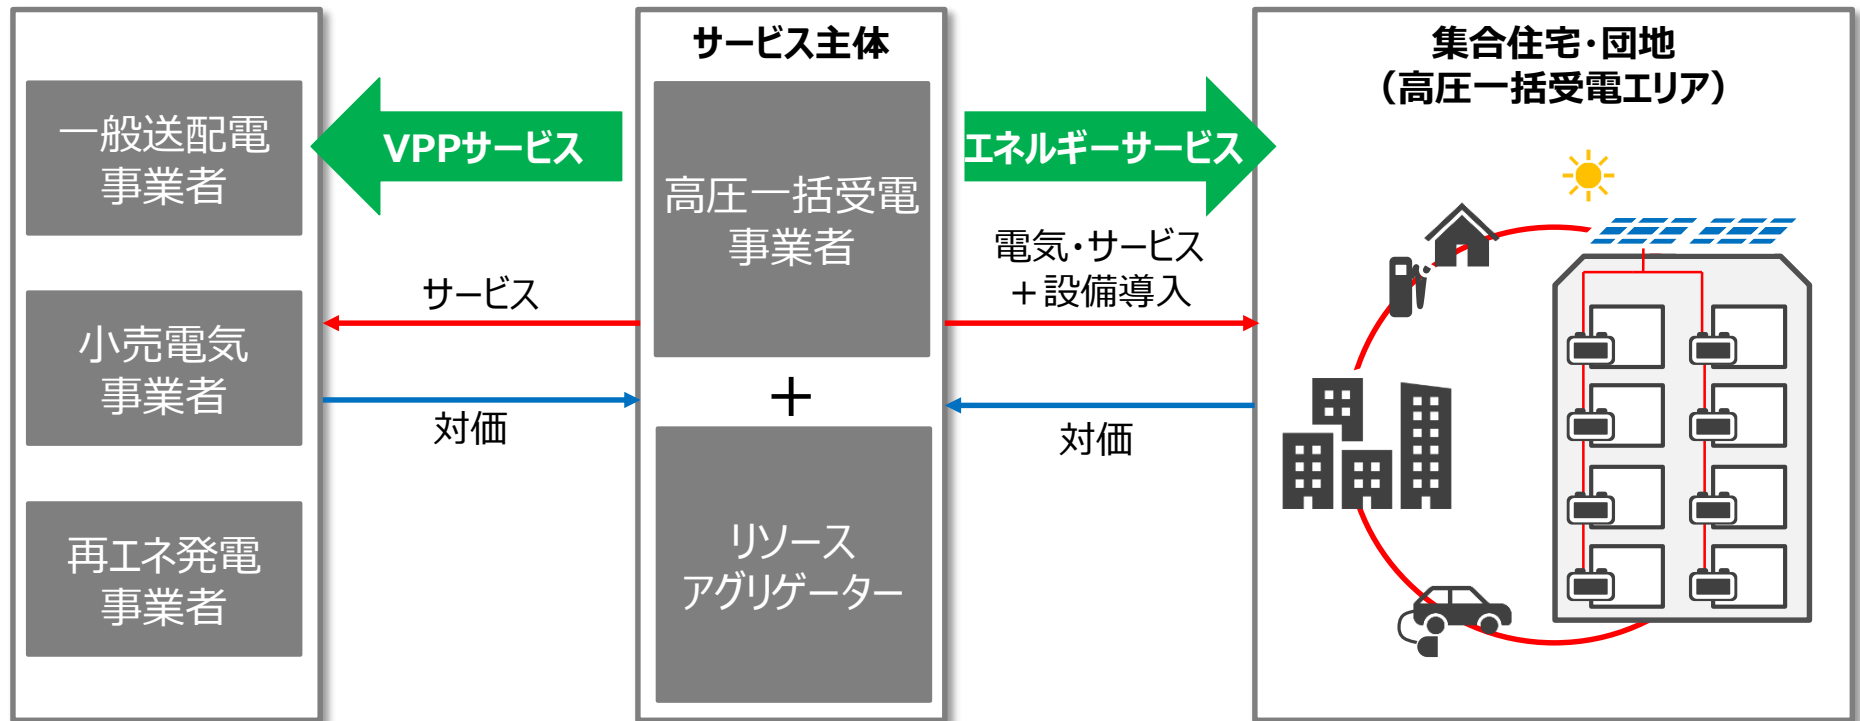 一般送配電
事業者
小売電気
事業者
再エネ発電
事業者
VPPサービス
サービス
対価
サービス主体
高圧一括受電
事業者
＋
リソース
アグリゲーター
エネルギーサービス
電気・サービス
＋設備導入
対価
集合住宅・団地
（高圧一括受電エリア）